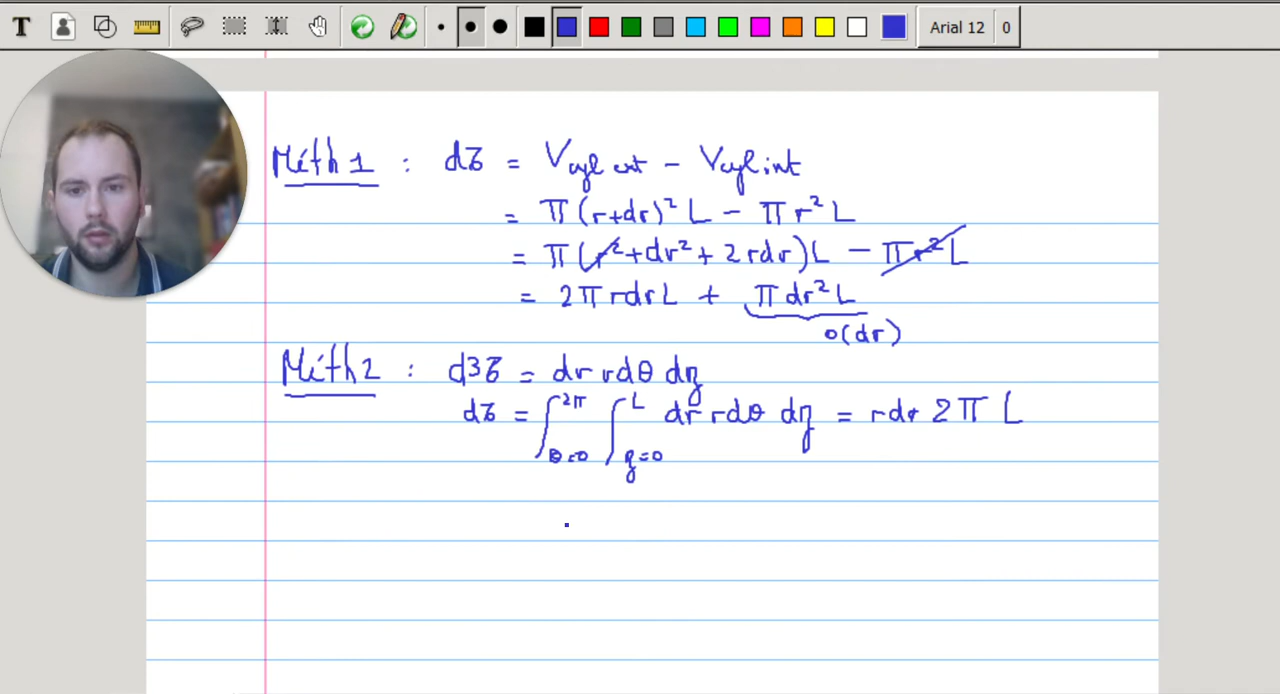 T Arial 12 0
Méth 1 : dτ = Vcyl ext − Vcyl int
= π(r+dr)² L − πr² L
= π(r²+dr²+2rdr)L − πr²L
= 2πrdrL + πdr²L
o(dr)
Méth 2 : d3τ = dr rdθ dz
dτ = ∫θ=0^2π ∫z=0^L dr rdθ dz = rdr 2π L